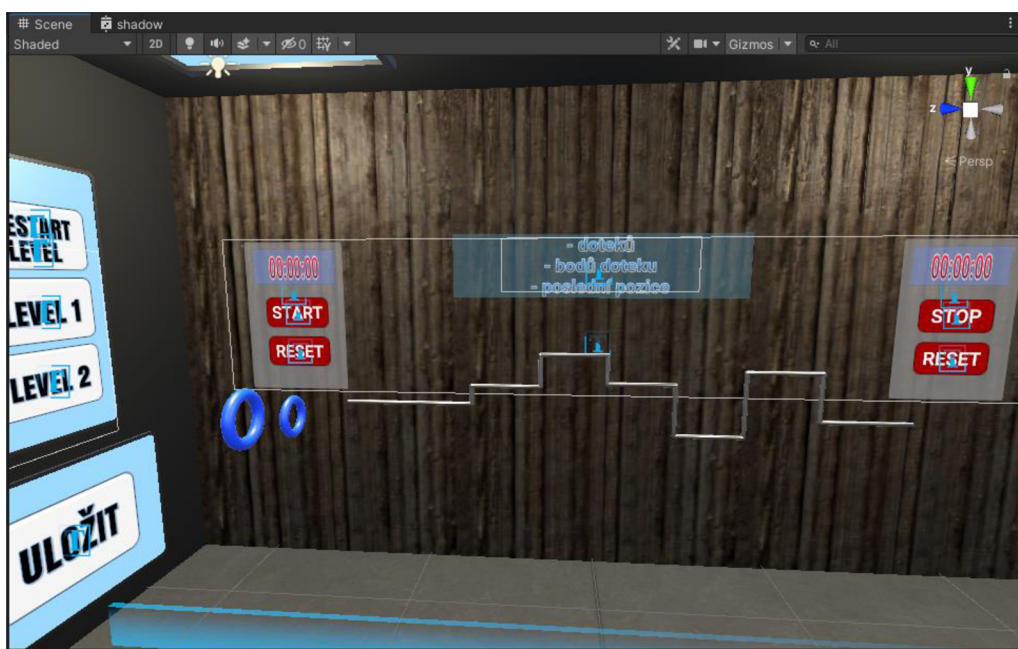 Scene
shadow
Shaded
2D
0
Gizmos
All
y
z
Persp
RESTART
LEVEL
LEVEL 1
LEVEL 2
ULOŽIT
00:00:00
START
RESET
- doteků
- bodů doteku
- poslední pozice
00:00:00
STOP
RESET